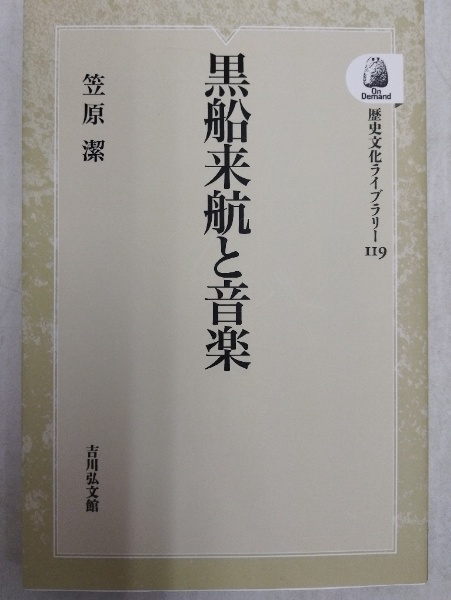 On
Demand
歴史文化ライブラリー
119
黒船来航と音楽
笠原 潔
吉川弘文館